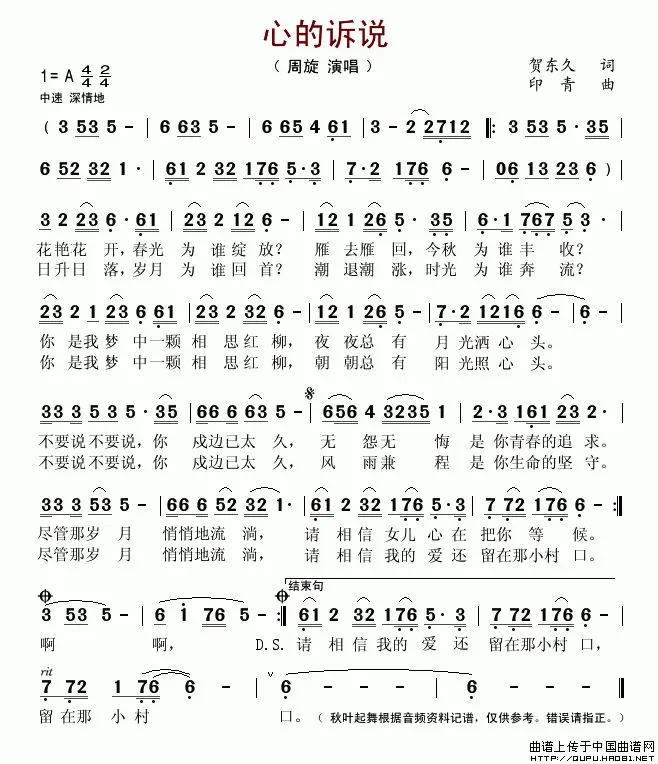 心的诉说
（ 周旋 演唱 ）
贺东久 词
印 青 曲
1= A 4/4 2/4
中速 深情地
( 3 53 5 - | 6 63 5 - | 6 65 4 61 | 3 - 2 2712 |: 3 53 5 · 35 |
6 52 32 1 · | 61 2 32 176 5·3 | 7·2 176 6 - | 06 13 23 6 )
3 2 23 6·61 | 23 2 12 6 - | 12 1 26 5· 35 | 6·1 767 5 3· |
花艳花 开，春光 为 谁绽 放？ 雁 去雁 回，今秋 为 谁丰 收？
日升日 落，岁月 为 谁回 首？ 潮 退潮 涨，时光 为 谁奔 流？
23 2 1 23 6 61 | 23 2 32 6 - | 12 1 26 5 - | 7·2 1216 6 - | 6 - |
你 是我 梦 中一颗 相 思红 柳，夜 夜总 有 月 光洒 心 头。
你 是我 梦 中一颗 相 思红 柳，朝 朝总 有 阳 光照 心 头。
33 3 5 3 5 · 35 | 66 6 63 5 - | 656 4 3235 1 | 2·3 161 23 2· |
不要说 不要说，你 戍边已太 久，无 怨无 悔 是 你青春的追 求。
不要说 不要说，你 戍边已太 久，风 雨兼 程 是 你生命的坚 守。
33 3 53 5 - | 66 6 52 32 1· | 61 2 32 176 5·3 | 7 72 176 6 - :|
尽管那岁 月 悄悄地流 淌， 请 相信 女儿 心 在 把你 等 候。
尽管那岁 月 悄悄地流 淌， 请 相信 我的 爱 还 留在那小村 口。
结束句
3 53 5 - | 6 1 76 5 - :| 61 2 32 176 5·3 | 7 72 176 6 - |
啊 啊， D.S. 请 相信 我的 爱 还 留在那 小村 口，
rit
7 72 1 76 6 - | - - | 6 - | 6 - - - |
留 在那 小 村 口。（ 秋叶起舞根据音频资料记谱，仅供参考。错误请指正。）
曲谱上传于中国曲谱网
HTTP://QUPU.HAO81.NET